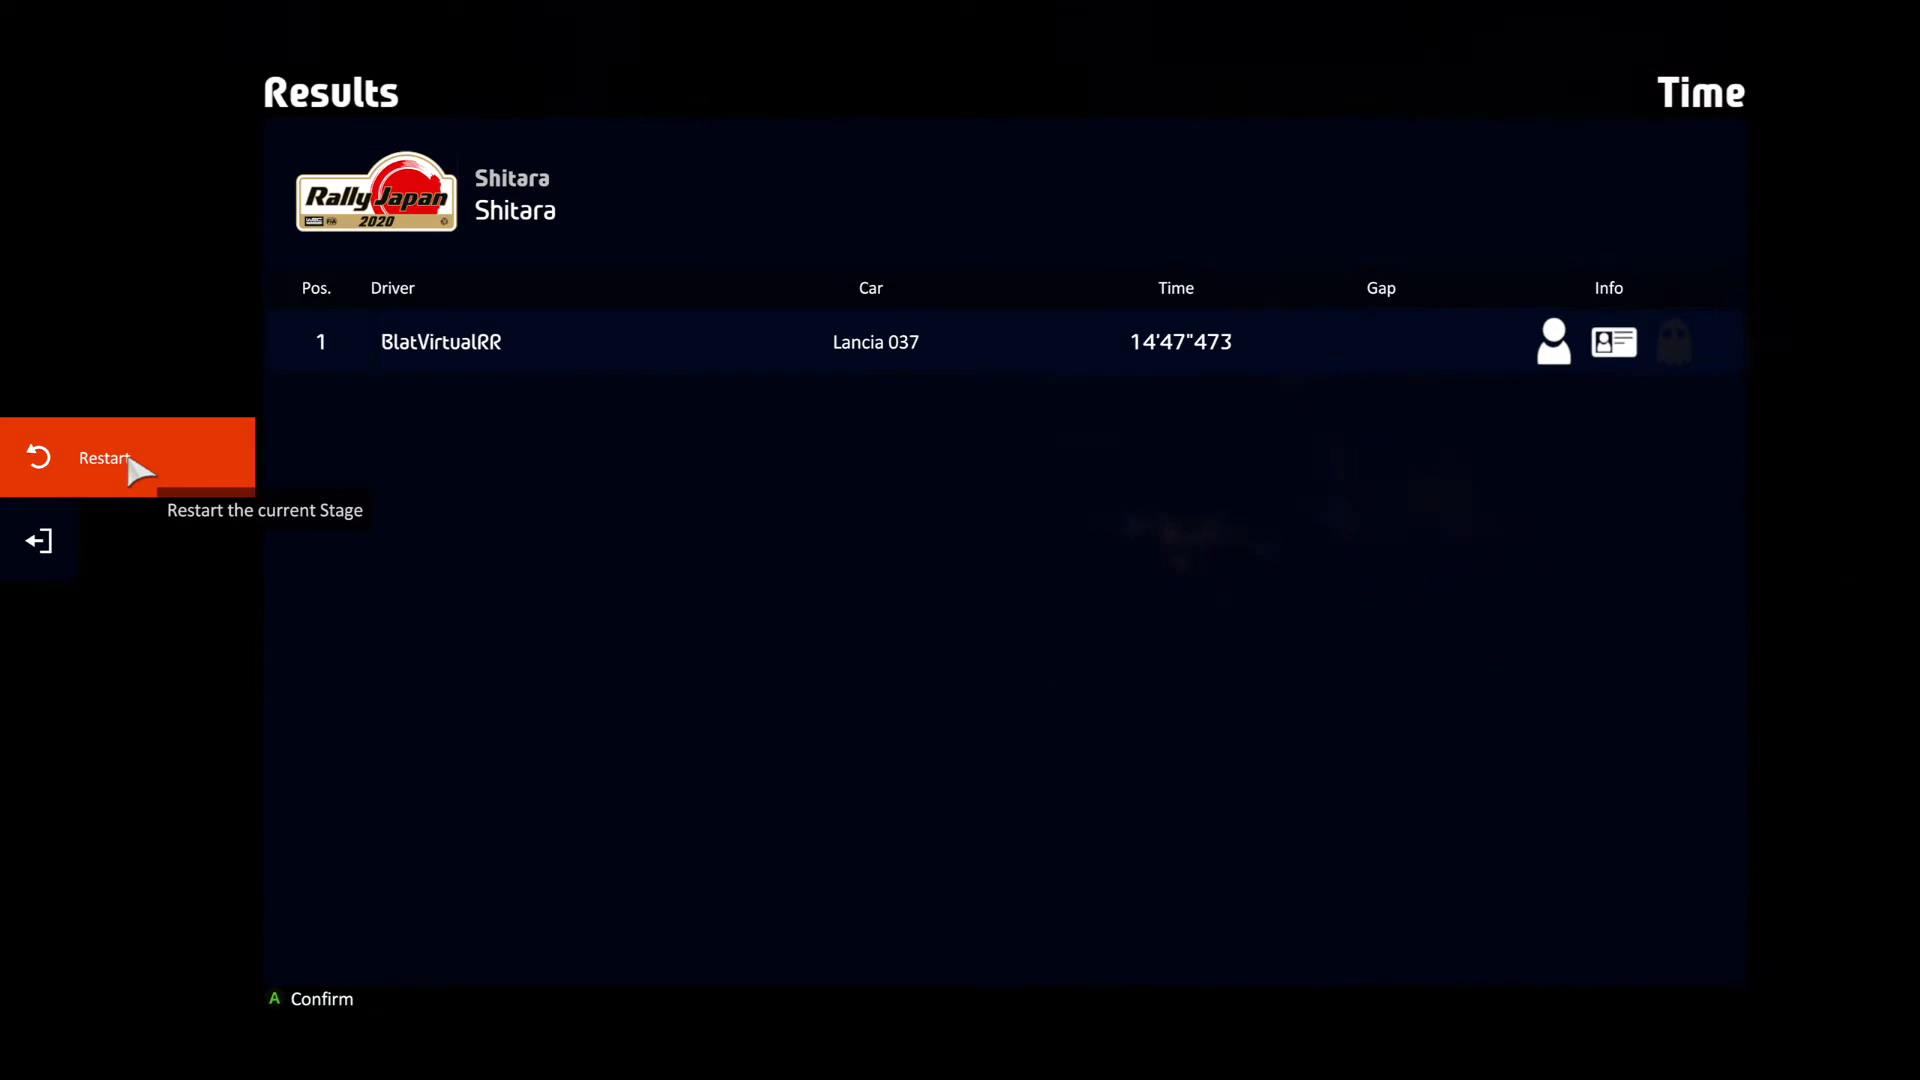 Results
Time
Rally Japan
2020
Shitara
Shitara
Pos. Driver Car Time Gap Info
1 BlatVirtualRR Lancia 037 14'47"473
Restart
Restart the current Stage
A Confirm